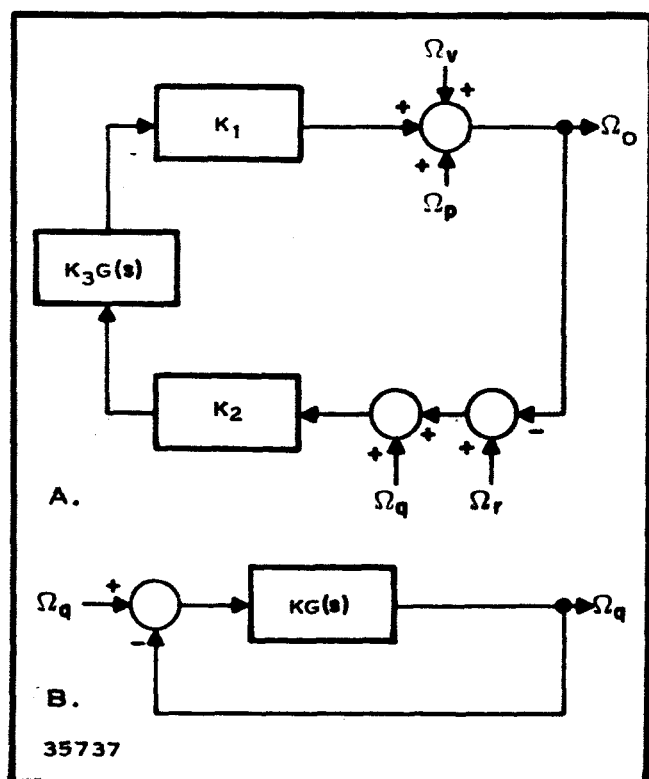 Ωv
+
K1
+
Ωo
+
Ωp
-
K3G(s)
K2
+
-
+
+
A.
Ωq
Ωr
+
Ωq
KG(s)
Ωq
-
B.
35737